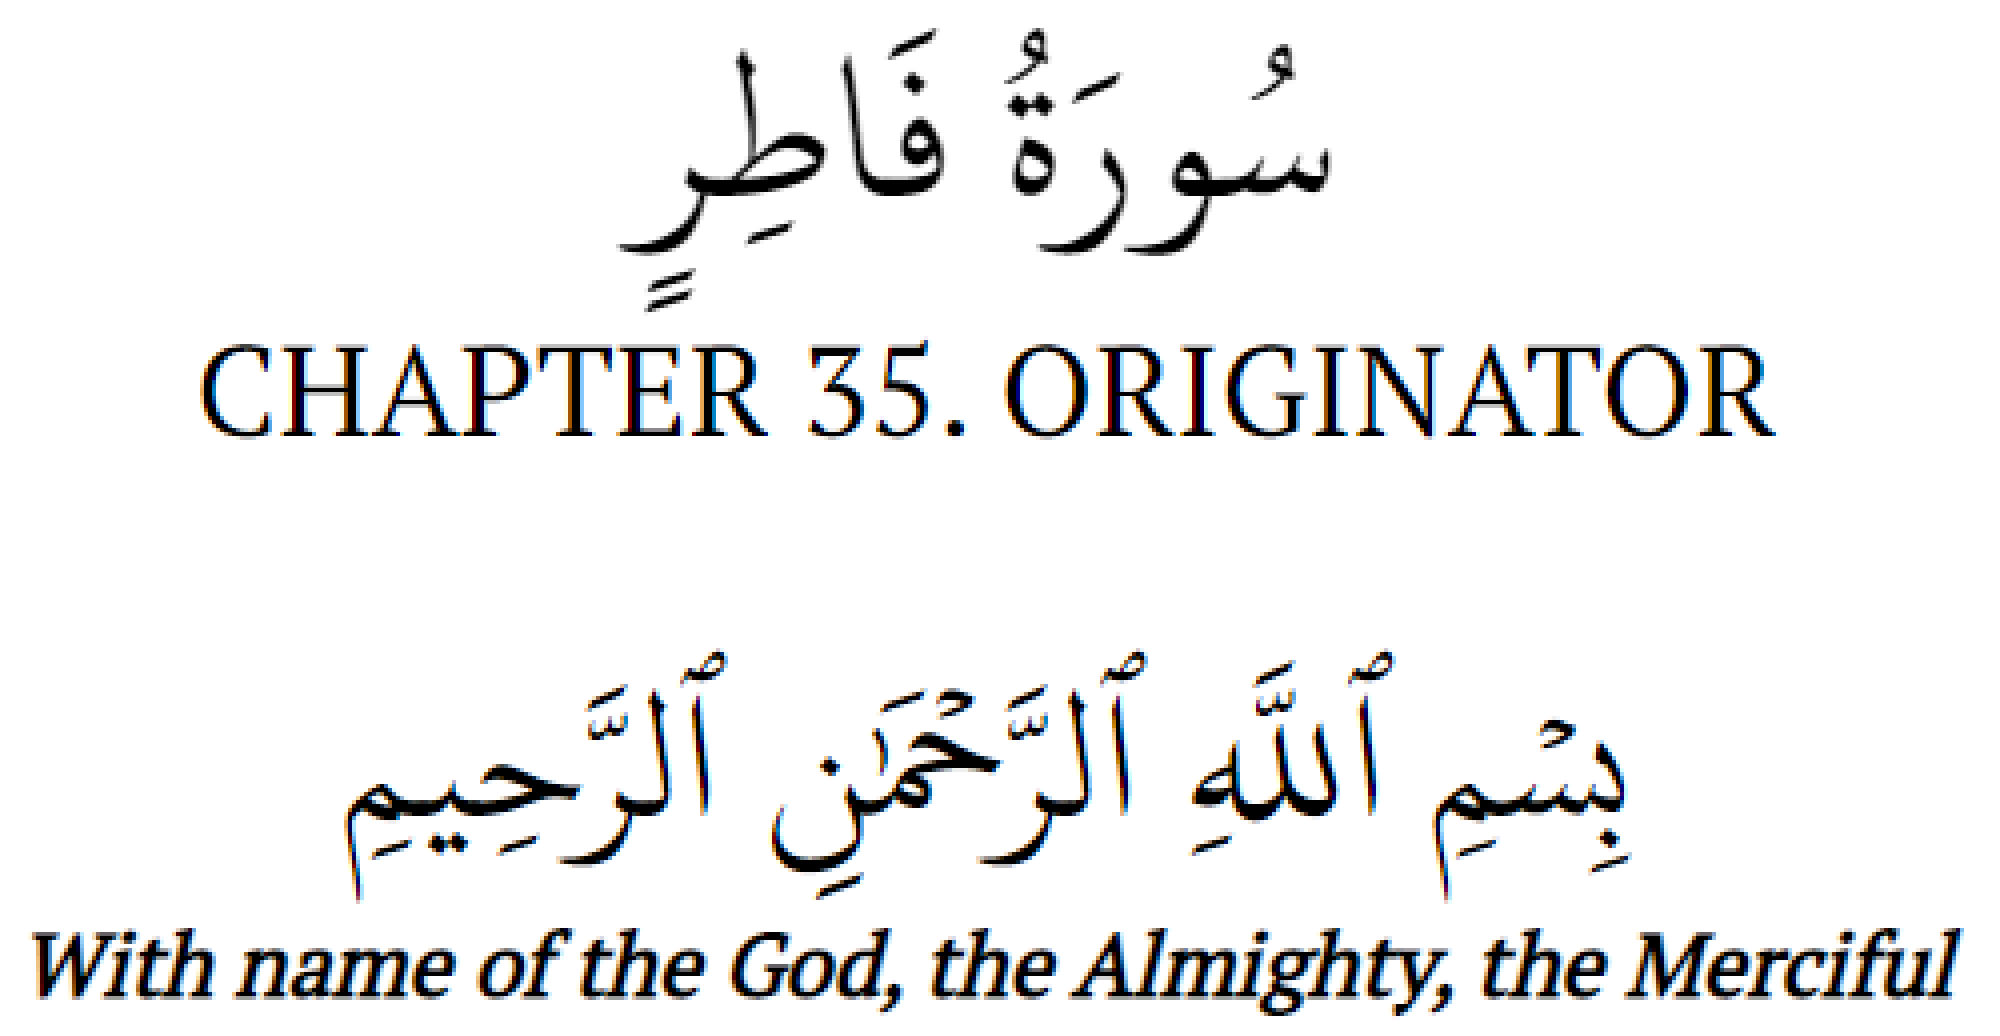 سُورَةُ فَاطِرٍ
CHAPTER 35. ORIGINATOR
بِسۡمِ ٱللَّهِ ٱلرَّحۡمَٰنِ ٱلرَّحِيمِ
With name of the God, the Almighty, the Merciful